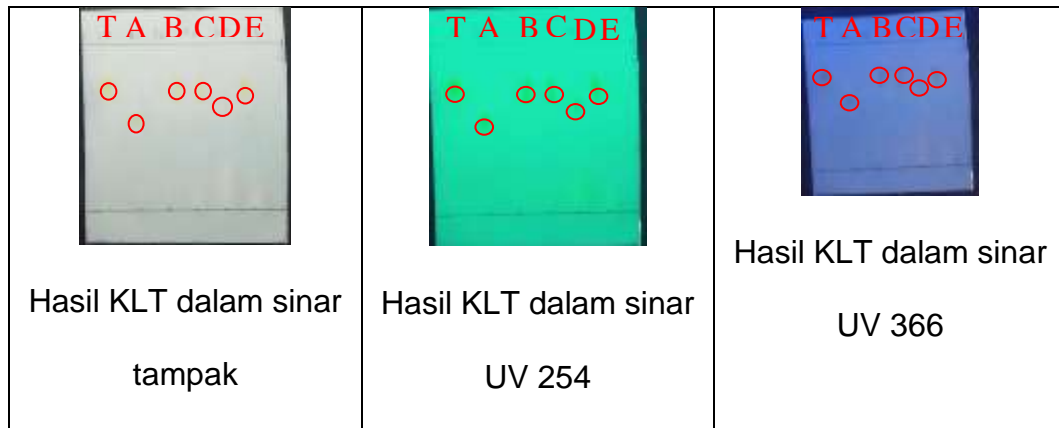 T A B C D E
Hasil KLT dalam sinar
tampak
T A B C D E
Hasil KLT dalam sinar
UV 254
T A B C D E
Hasil KLT dalam sinar
UV 366